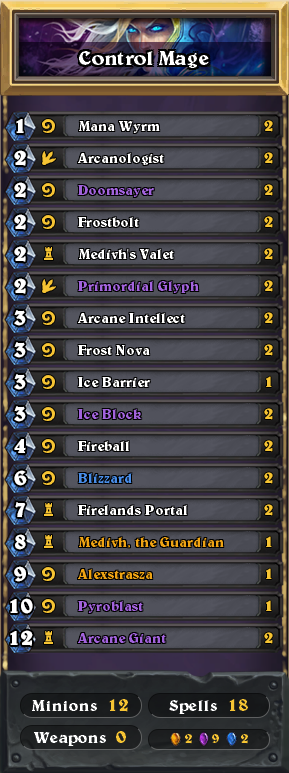 Control Mage
1 Mana Wyrm 2
2 Arcanologist 2
2 Doomsayer 2
2 Frostbolt 2
2 Medivh's Valet 2
2 Primordial Glyph 2
3 Arcane Intellect 2
3 Frost Nova 2
3 Ice Barrier 1
3 Ice Block 2
4 Fireball 2
6 Blizzard 2
7 Firelands Portal 2
8 Medivh, the Guardian 1
9 Alexstrasza 1
10 Pyroblast 1
12 Arcane Giant 2
Minions 12 Spells 18
Weapons 0 2 9 2